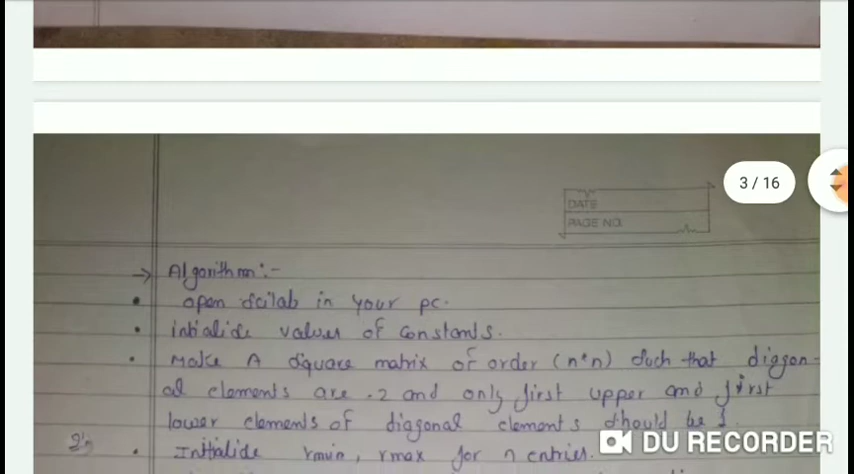 3 / 16
DATE
PAGE NO.
→ Algorithm :-
• open scilab in your pc.
• initialise values of constants.
• Make A square matrix of order (n*n) such that diagon-
al elements are -2 and only first upper and first
lower elements of diagonal elements should be 1.
• Initialise rmin, rmax for n entries.
DU RECORDER